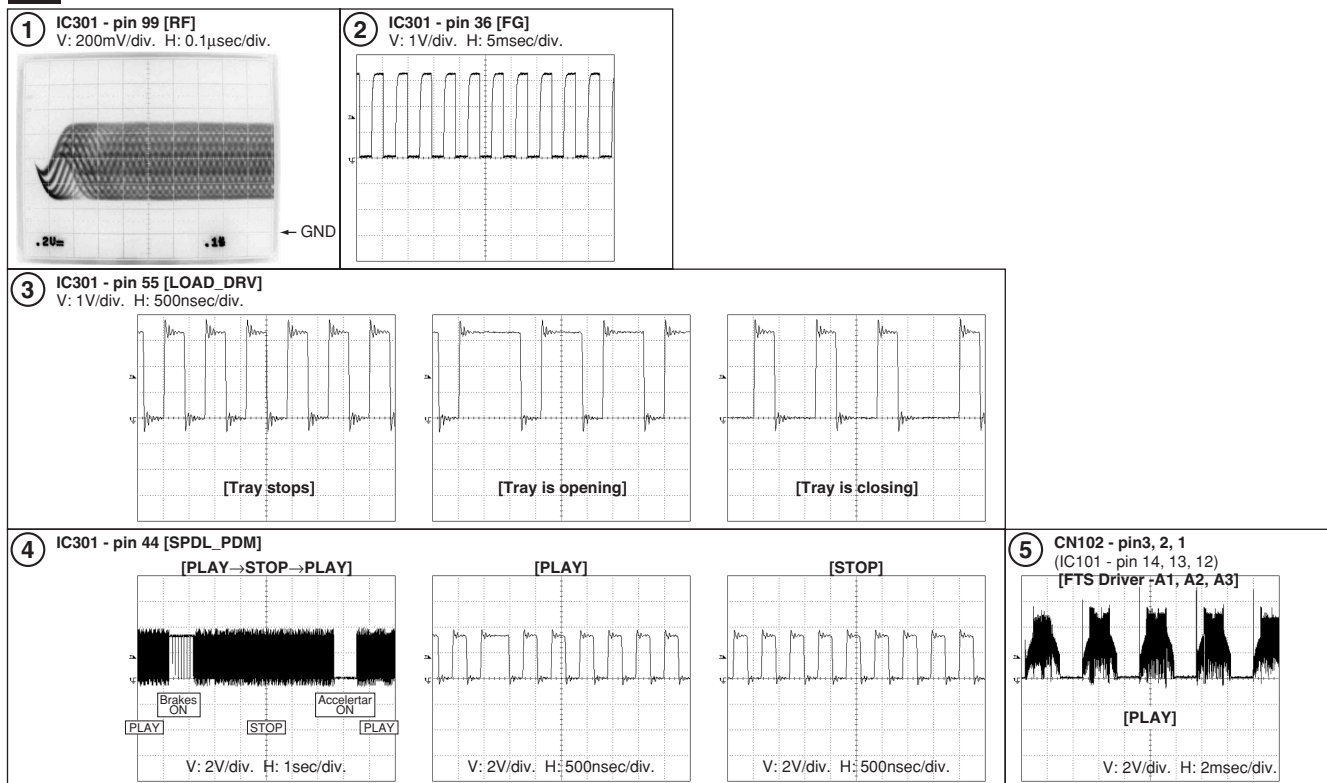 1 IC301 - pin 99 [RF]
V: 200mV/div. H: 0.1µsec/div.
.2V=
← GND
2 IC301 - pin 36 [FG]
V: 1V/div. H: 5msec/div.
3 IC301 - pin 55 [LOAD_DRV]
V: 1V/div. H: 500nsec/div.
[Tray stops]
[Tray is opening]
[Tray is closing]
4 IC301 - pin 44 [SPDL_PDM]
[PLAY→STOP→PLAY]
Brakes
ON
Accelertar
ON
PLAY
STOP
PLAY
V: 2V/div. H: 1sec/div.
[PLAY]
V: 2V/div. H: 500nsec/div.
[STOP]
V: 2V/div. H: 500nsec/div.
5 CN102 - pin3, 2, 1
(IC101 - pin 14, 13, 12)
[FTS Driver -A1, A2, A3]
[PLAY]
V: 2V/div. H: 2msec/div.